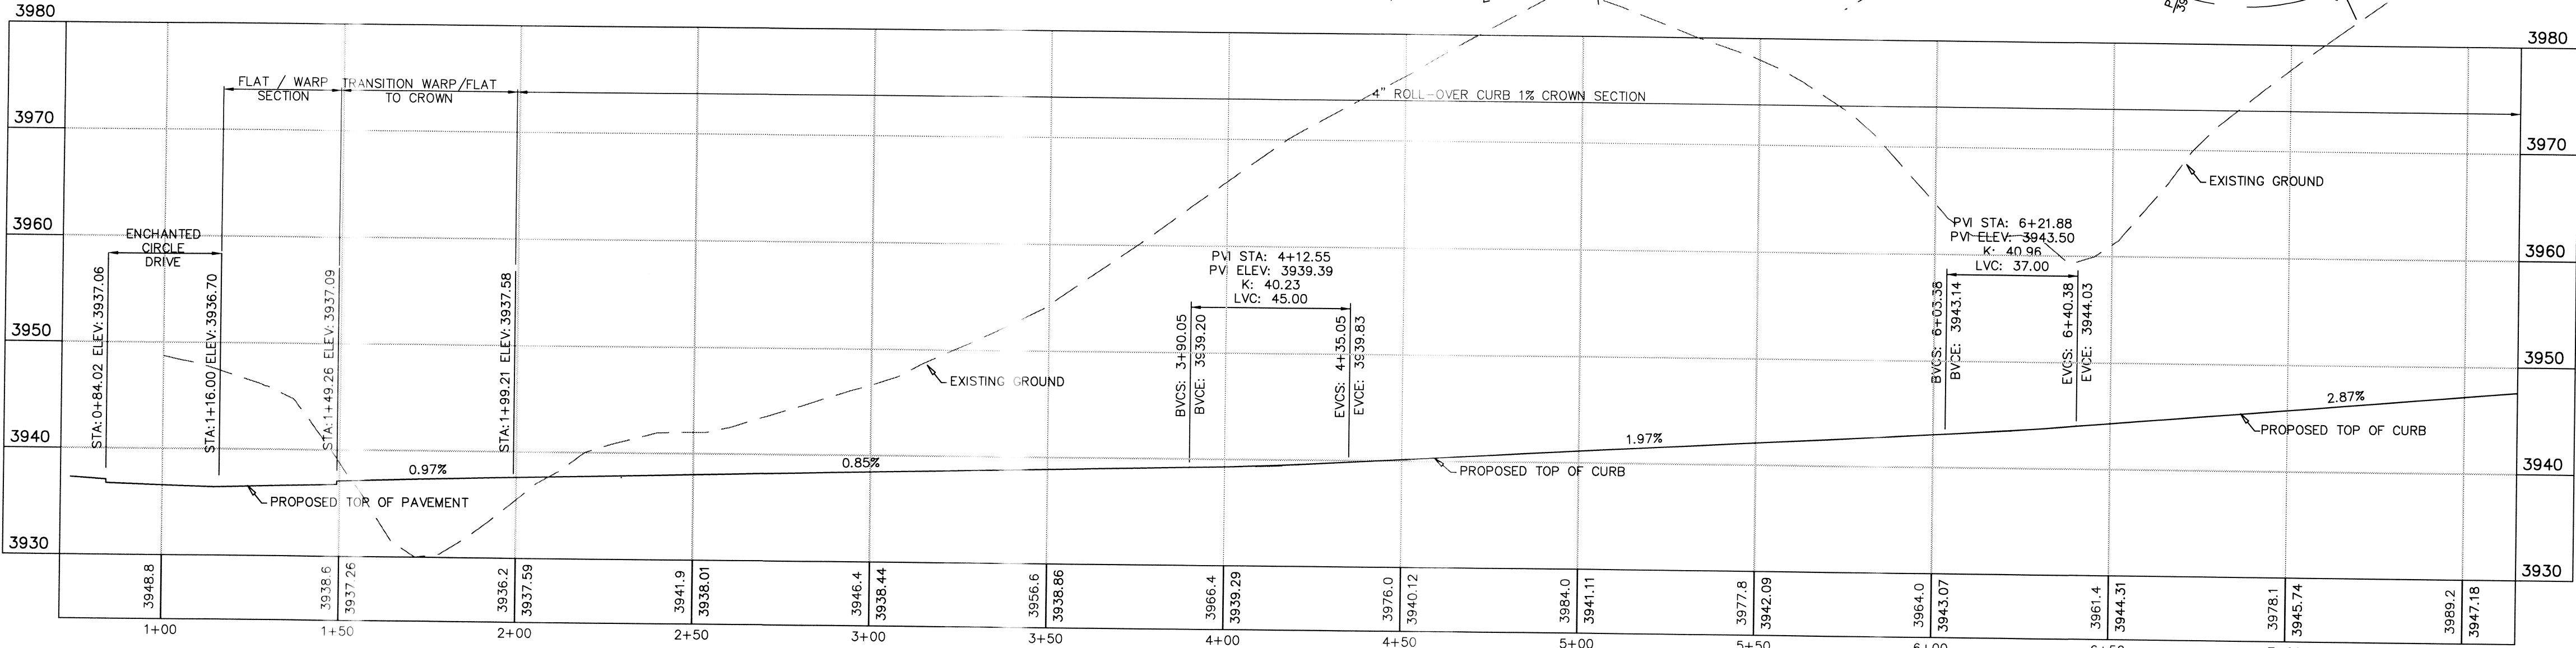 3980
3980
FLAT / WARP
SECTION
TRANSITION WARP/FLAT
TO CROWN
4" ROLL-OVER CURB 1% CROWN SECTION
3970
3970
EXISTING GROUND
3960
3960
ENCHANTED
CIRCLE
DRIVE
STA:0+84.02 ELEV:3937.06
STA:1+16.00 ELEV:3936.70
STA:1+49.26 ELEV:3937.09
STA:1+99.21 ELEV:3937.58
PVI STA: 4+12.55
PVI ELEV: 3939.39
K: 40.23
LVC: 45.00
BVCS: 3+90.05
BVCE: 3939.20
EVCS: 4+35.05
EVCE: 3939.83
PVI STA: 6+21.88
PVI ELEV: 3943.50
K: 40.96
LVC: 37.00
BVCS: 6+03.38
BVCE: 3943.14
EVCS: 6+40.38
EVCE: 3944.03
3950
3950
EXISTING GROUND
3940
3940
0.97%
0.85%
1.97%
2.87%
PROPOSED TOP OF PAVEMENT
PROPOSED TOP OF CURB
PROPOSED TOP OF CURB
3930
3930
3948.8
3938.6
3937.26
3936.2
3937.59
3941.9
3938.01
3946.4
3938.44
3956.6
3938.86
3966.4
3939.29
3976.0
3940.12
3984.0
3941.11
3977.8
3942.09
3964.0
3943.07
3961.4
3944.31
3978.1
3945.74
3989.2
3947.18
1+00
1+50
2+00
2+50
3+00
3+50
4+00
4+50
5+00
5+50
6+00